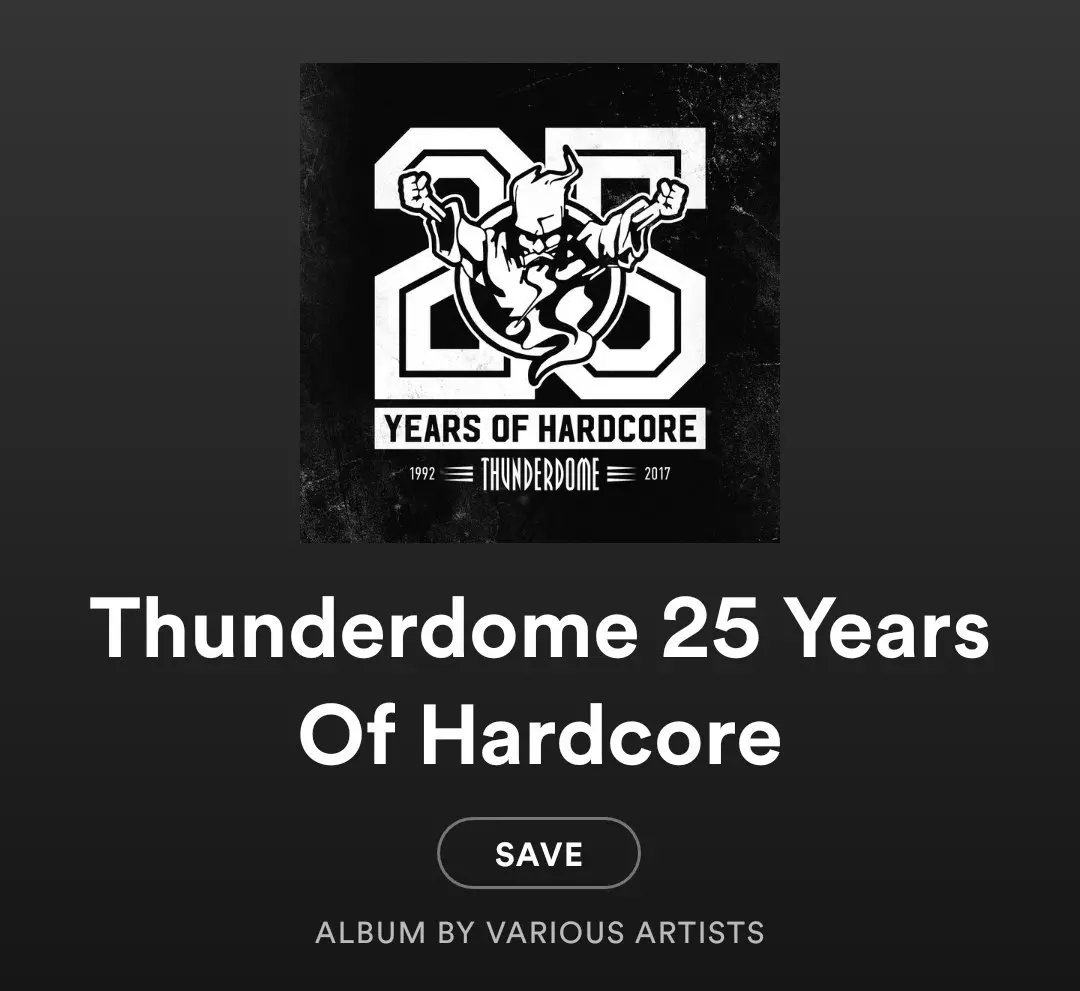 25
YEARS OF HARDCORE
1992 THUNDERDOME 2017
Thunderdome 25 Years
Of Hardcore
SAVE
ALBUM BY VARIOUS ARTISTS